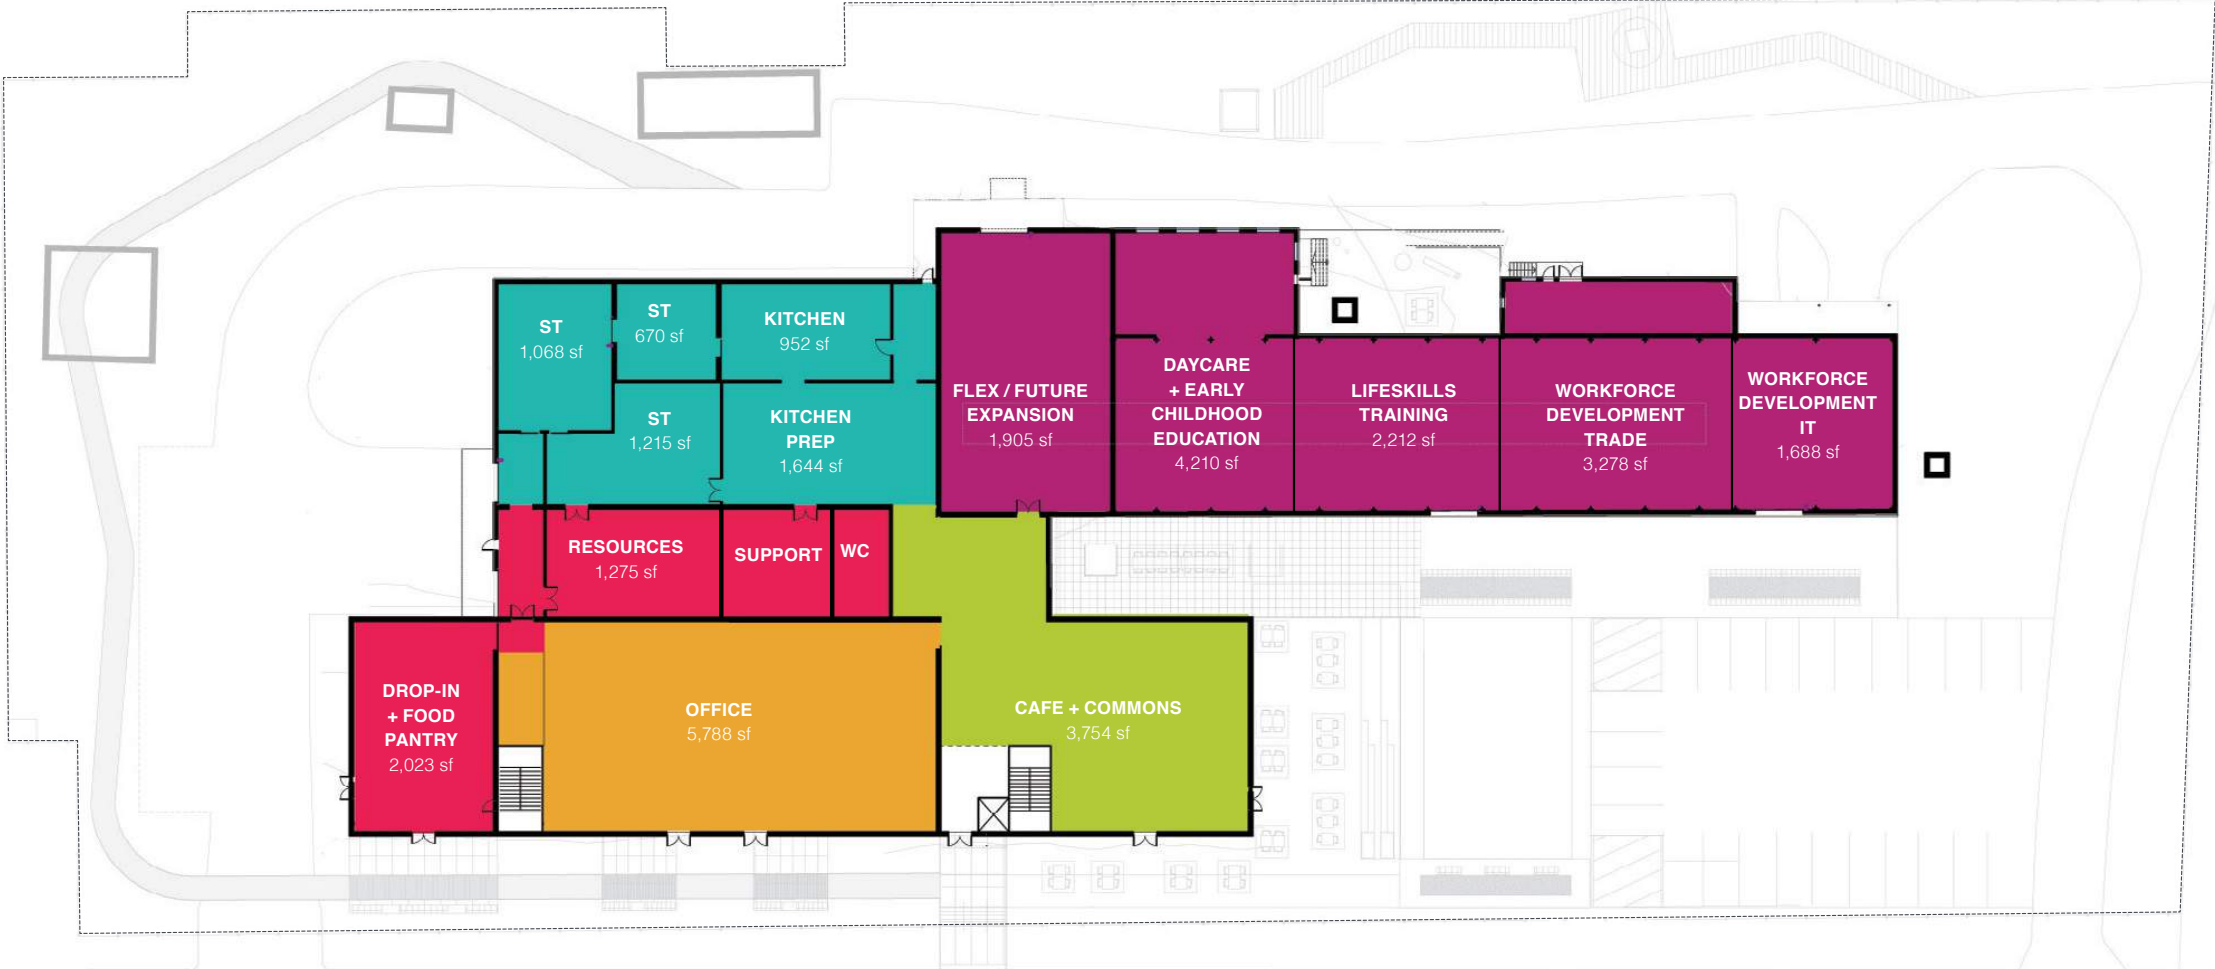 ST
1,068 sf
ST
670 sf
KITCHEN
952 sf
ST
1,215 sf
KITCHEN
PREP
1,644 sf
FLEX / FUTURE
EXPANSION
1,905 sf
DAYCARE
+ EARLY
CHILDHOOD
EDUCATION
4,210 sf
LIFESKILLS
TRAINING
2,212 sf
WORKFORCE
DEVELOPMENT
TRADE
3,278 sf
WORKFORCE
DEVELOPMENT
IT
1,688 sf
RESOURCES
1,275 sf
SUPPORT
WC
DROP-IN
+ FOOD
PANTRY
2,023 sf
OFFICE
5,788 sf
CAFE + COMMONS
3,754 sf